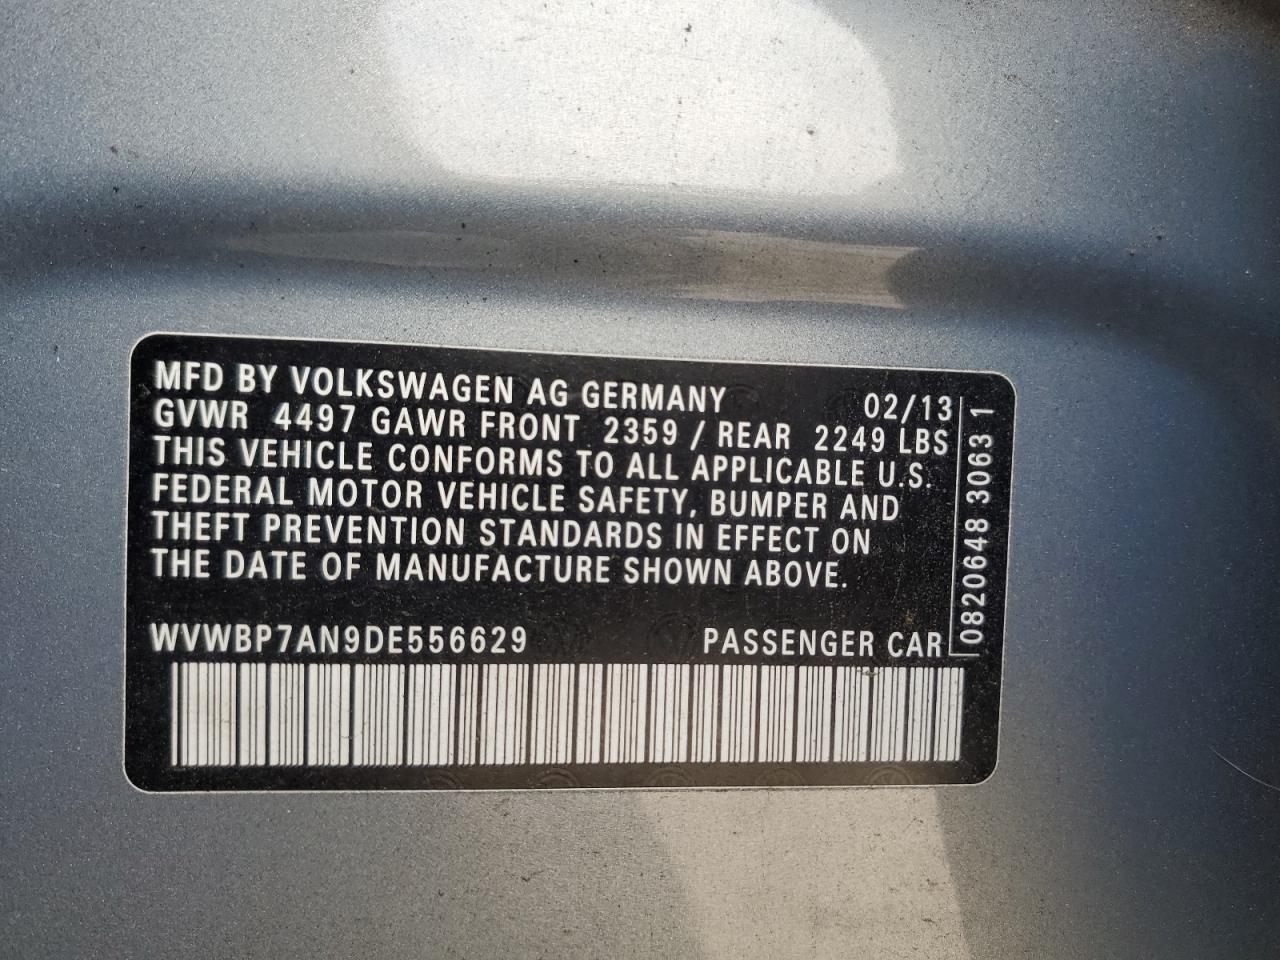 MFD BY VOLKSWAGEN AG GERMANY 02/13
GVWR 4497 GAWR FRONT 2359 / REAR 2249 LBS
THIS VEHICLE CONFORMS TO ALL APPLICABLE U.S.
FEDERAL MOTOR VEHICLE SAFETY, BUMPER AND
THEFT PREVENTION STANDARDS IN EFFECT ON
THE DATE OF MANUFACTURE SHOWN ABOVE.
WVWBP7AN9DE556629 PASSENGER CAR
0820648 3063 1